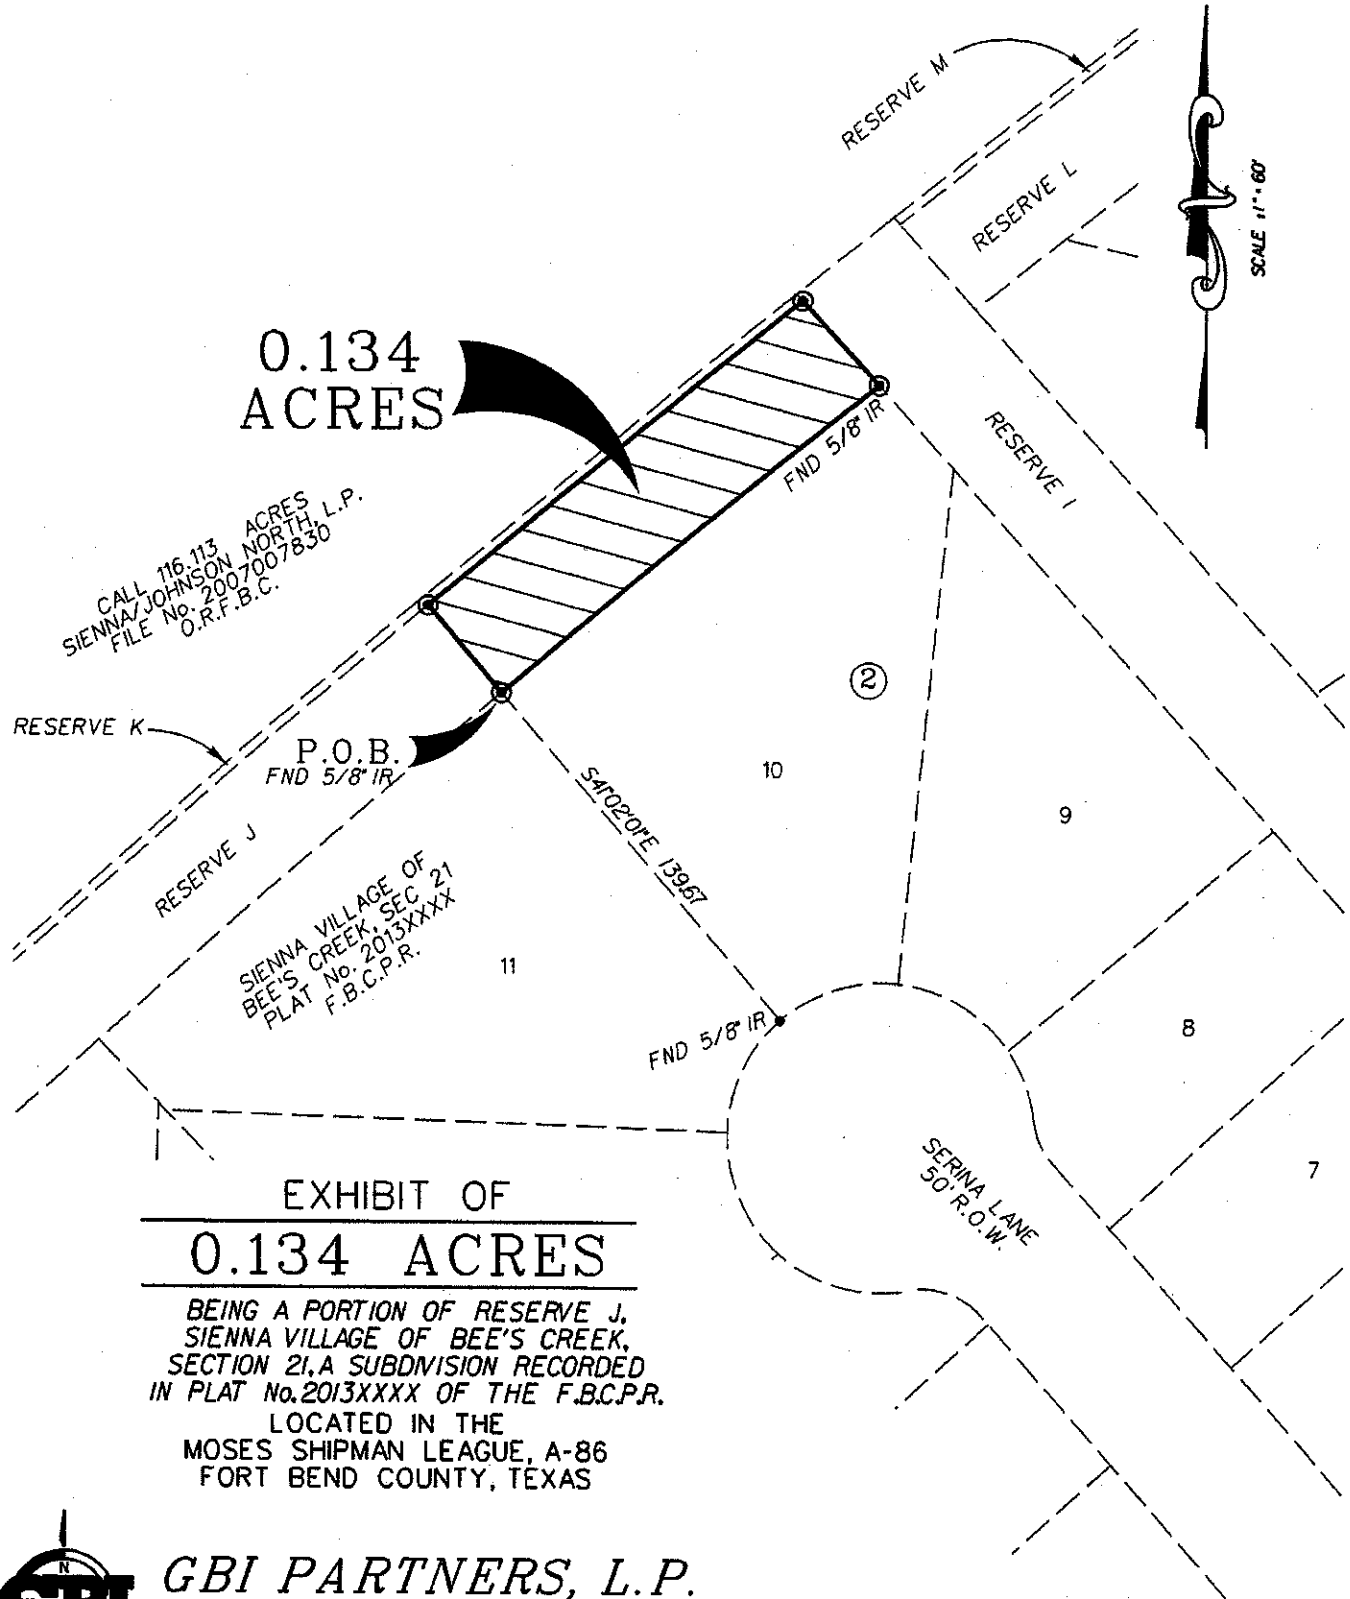 RESERVE M
RESERVE L
SCALE : 1" = 60'
0.134
ACRES
RESERVE I
FND 5/8" IR
CALL 116.113 ACRES
SIENNA/JOHNSON NORTH, L.P.
FILE No. 2007007830
O.R.F.B.C.
2
RESERVE K
P.O.B.
FND 5/8" IR
10
S41°02'01"E 139.67'
9
RESERVE J
SIENNA VILLAGE OF
BEE'S CREEK, SEC 21
PLAT No. 2013XXXX
F.B.C.P.R.
11
FND 5/8" IR
8
SERINA LANE
50' R.O.W.
7
EXHIBIT OF
0.134 ACRES
BEING A PORTION OF RESERVE J,
SIENNA VILLAGE OF BEE'S CREEK,
SECTION 21, A SUBDIVISION RECORDED
IN PLAT No. 2013XXXX OF THE F.B.C.P.R.
LOCATED IN THE
MOSES SHIPMAN LEAGUE, A-86
FORT BEND COUNTY, TEXAS
N
GBI
GBI PARTNERS, L.P.